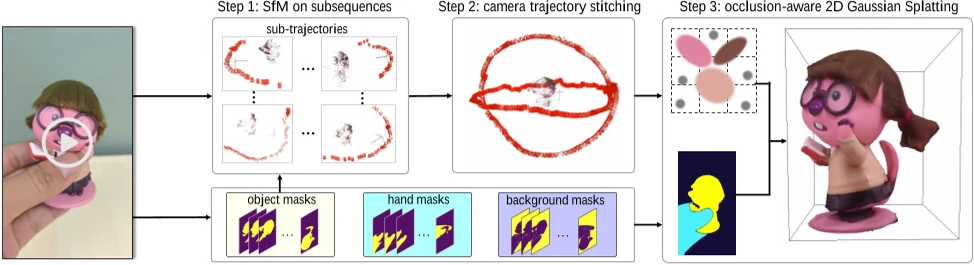 Step 1: SfM on subsequences
Step 2: camera trajectory stitching
Step 3: occlusion-aware 2D Gaussian Splatting
sub-trajectories
object masks
hand masks
background masks